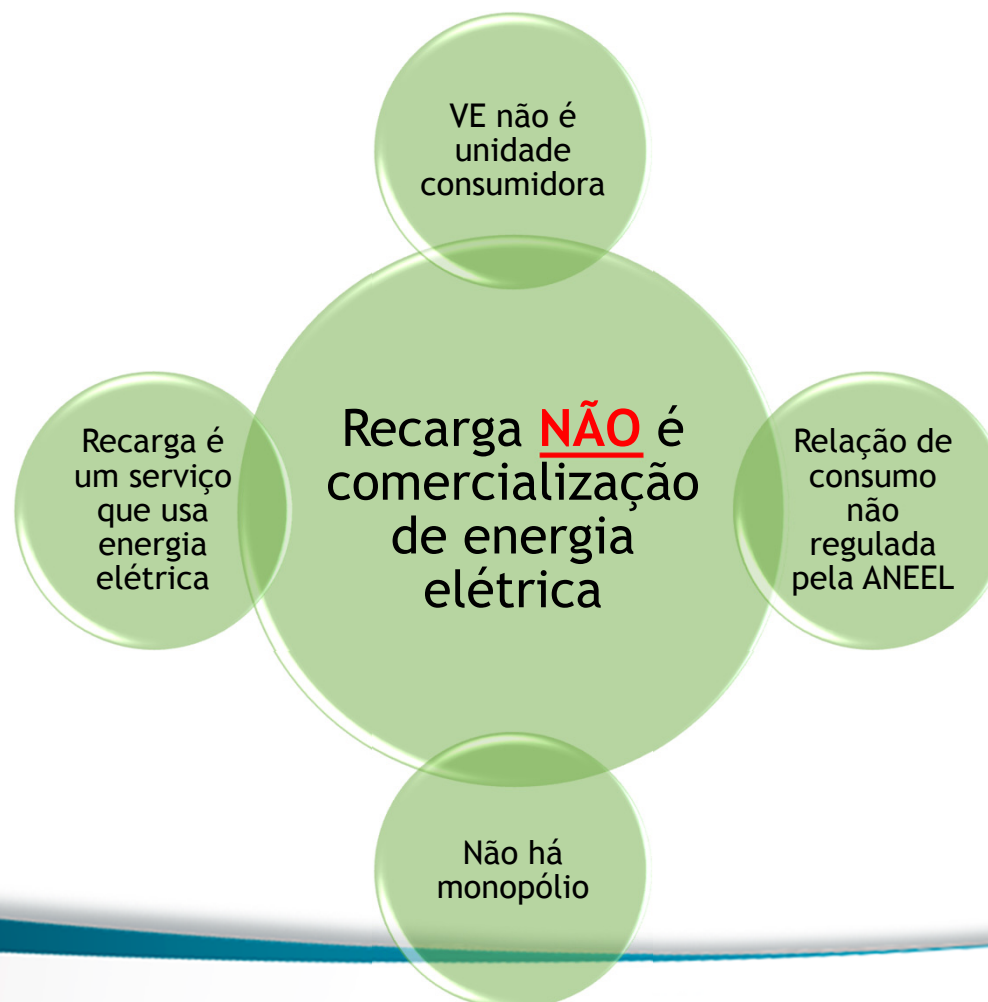 VE não é
unidade
consumidora
Recarga é
um serviço
que usa
energia
elétrica
Recarga NÃO é
comercialização
de energia
elétrica
Relação de
consumo
não
regulada
pela ANEEL
Não há
monopólio